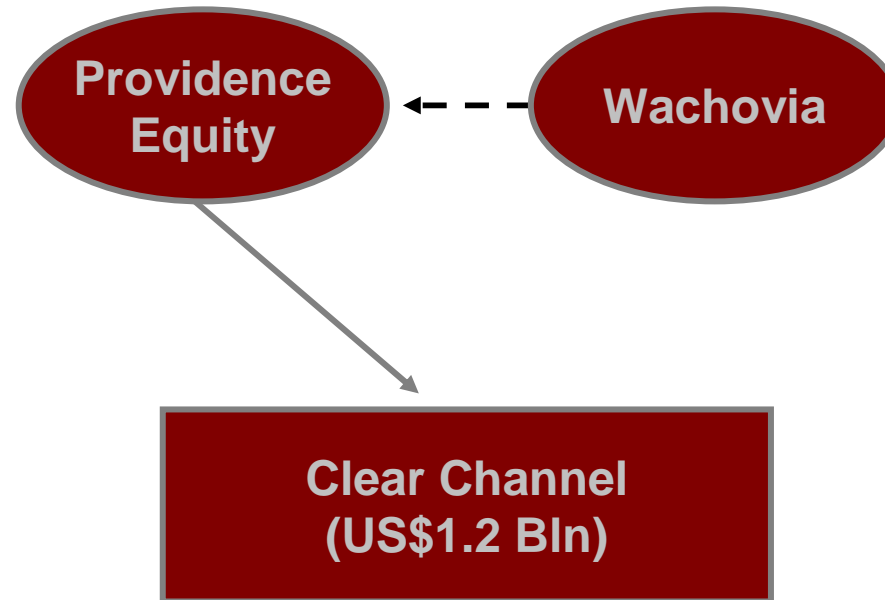 Providence
Equity
Wachovia
Clear Channel
(US$1.2 Bln)